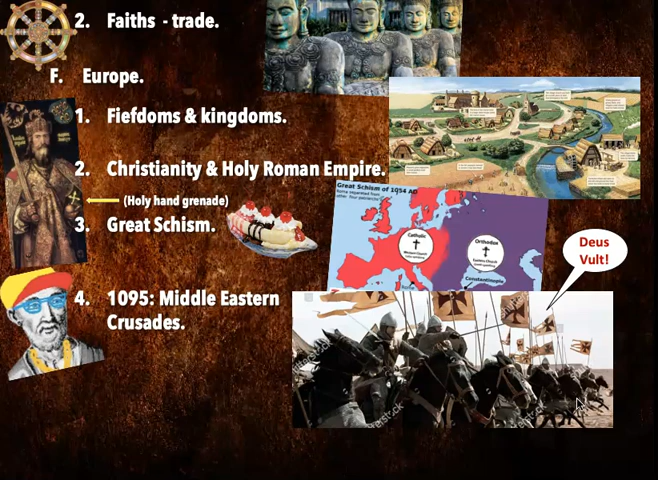 2. Faiths - trade.
F. Europe.
1. Fiefdoms & kingdoms.
2. Christianity & Holy Roman Empire.
(Holy hand grenade)
3. Great Schism.
Great Schism of 1054 AD
Catholic
Orthodox
Constantinople
Deus
Vult!
4. 1095: Middle Eastern
Crusades.